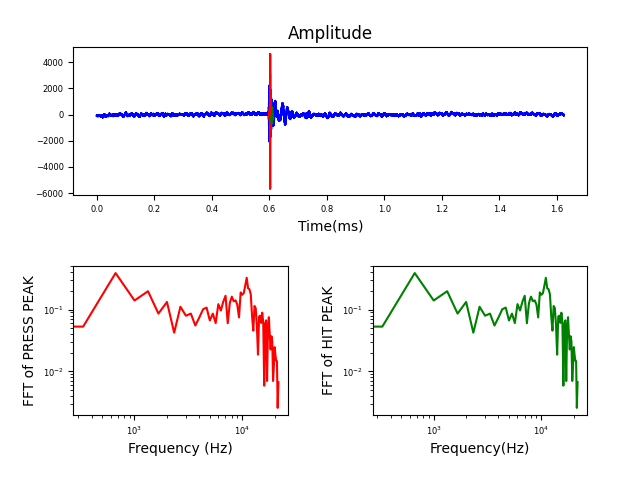 Amplitude
4000
2000
0
−2000
−4000
−6000
0.0 0.2 0.4 0.6 0.8 1.0 1.2 1.4 1.6
Time(ms)
FFT of PRESS PEAK
10⁻¹
10⁻²
10³ 10⁴
Frequency (Hz)
FFT of HIT PEAK
10⁻¹
10⁻²
10³ 10⁴
Frequency(Hz)